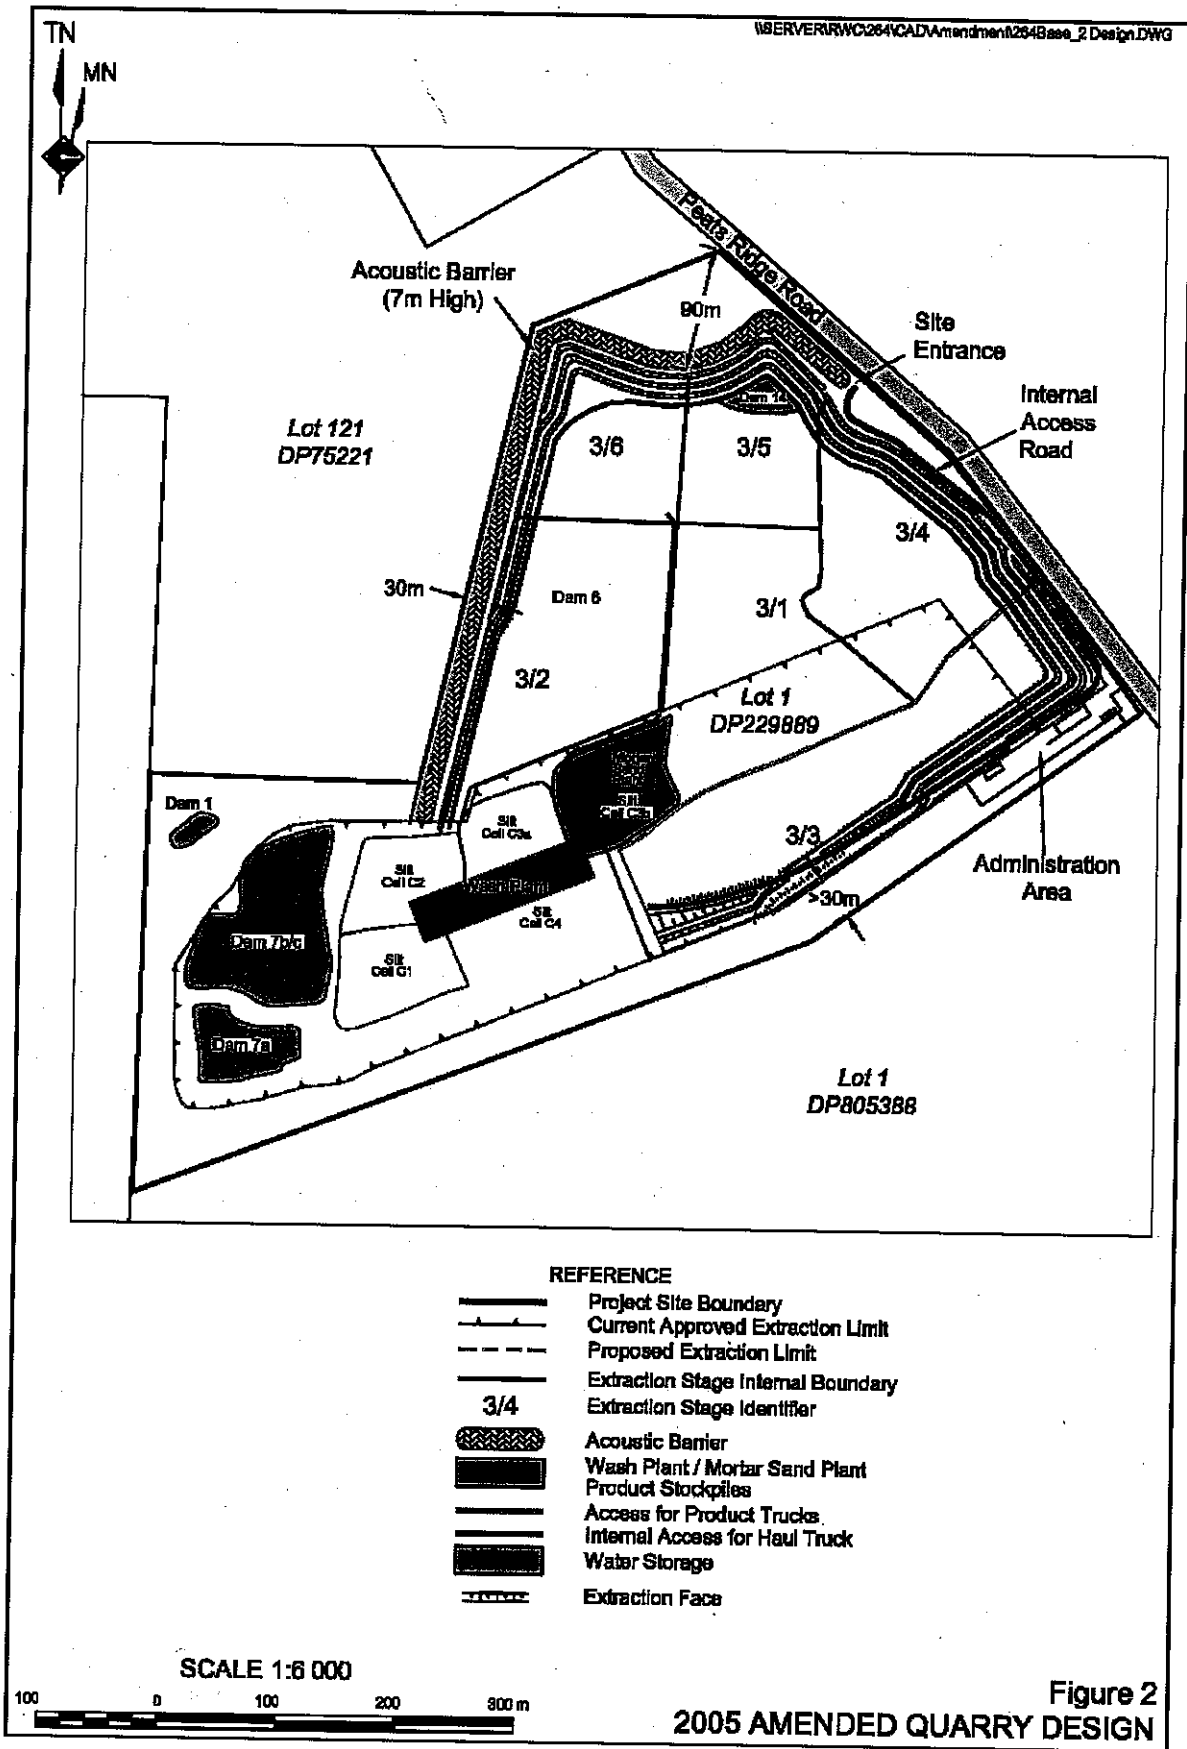 \\SERVER\RWC\264\CAD\Amendment\264Base_2 Design.DWG
TN
MN
Peats Ridge Road
Acoustic Barrier
(7m High)
90m
Site
Entrance
Internal
Access
Road
Lot 121
DP75221
Dam 14
3/6
3/5
3/4
30m
Dam 6
3/1
3/2
Lot 1
DP229889
Dam 1
Silt
Cell C3a
Silt
Cell C3b
3/3
Silt
Cell C2
Wash Plant
Administration
Area
>30m
Silt
Cell C4
Dam 7b/c
Silt
Cell C1
Dam 7a
Lot 1
DP805388
REFERENCE
Project Site Boundary
Current Approved Extraction Limit
Proposed Extraction Limit
Extraction Stage Internal Boundary
3/4 Extraction Stage Identifier
Acoustic Barrier
Wash Plant / Mortar Sand Plant
Product Stockpiles
Access for Product Trucks
Internal Access for Haul Truck
Water Storage
Extraction Face
SCALE 1:6 000
100 0 100 200 300 m
Figure 2
2005 AMENDED QUARRY DESIGN